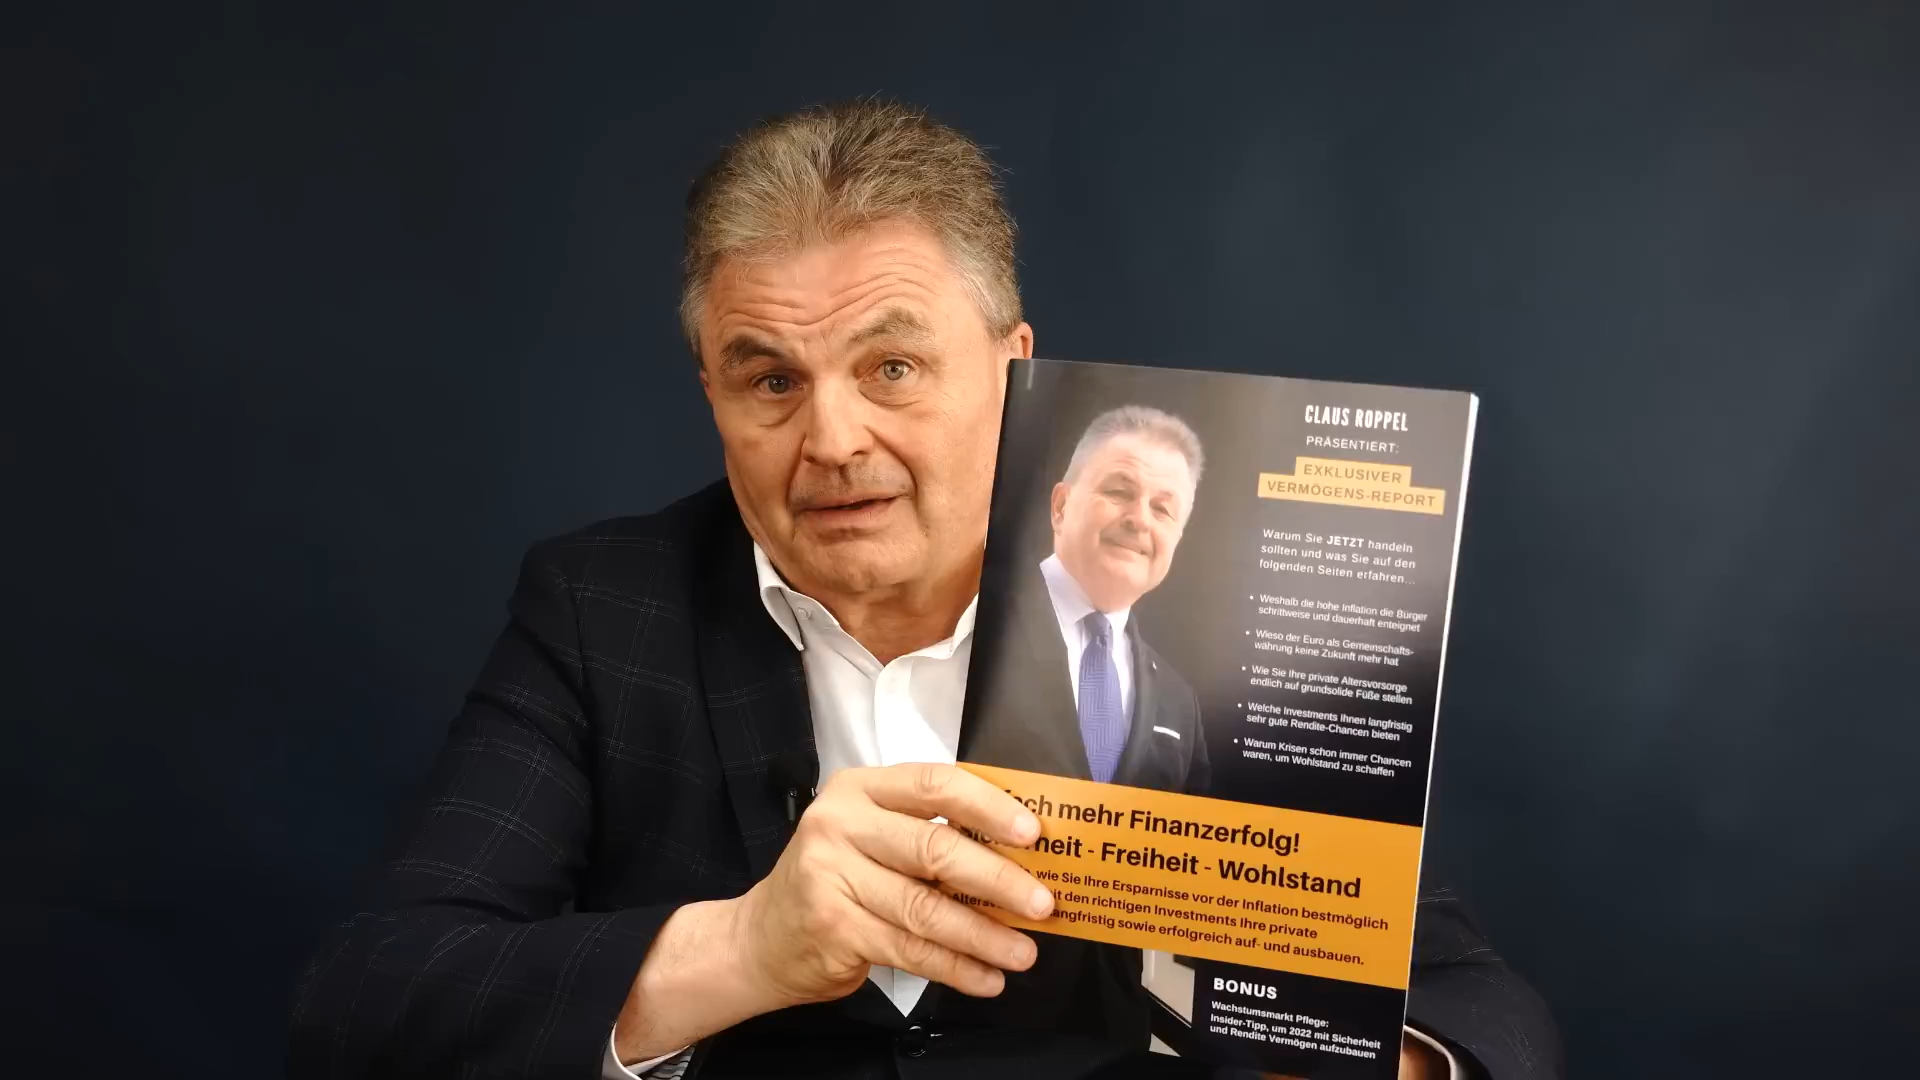 CLAUS ROPPEL
PRÄSENTIERT:
EXKLUSIVER
VERMÖGENS-REPORT
Warum Sie JETZT handeln
sollten und was Sie auf den
folgenden Seiten erfahren...
• Weshalb die hohe Inflation die Bürger
schrittweise und dauerhaft enteignet
• Wieso der Euro als Gemeinschafts-
währung keine Zukunft mehr hat
• Wie Sie Ihre private Altersvorsorge
endlich auf grundsolide Füße stellen
• Welche Investments Ihnen langfristig
sehr gute Rendite-Chancen bieten
• Warum Krisen schon immer Chancen
waren, um Wohlstand zu schaffen
mehr Finanzerfolg!
- Freiheit - Wohlstand
wie Sie Ihre Ersparnisse vor der Inflation bestmöglich
den richtigen Investments Ihre private
langfristig sowie erfolgreich auf- und ausbauen.
BONUS
Wachstumsmarkt Pflege:
Insider-Tipp, um 2022 mit Sicherheit
und Rendite Vermögen aufzubauen